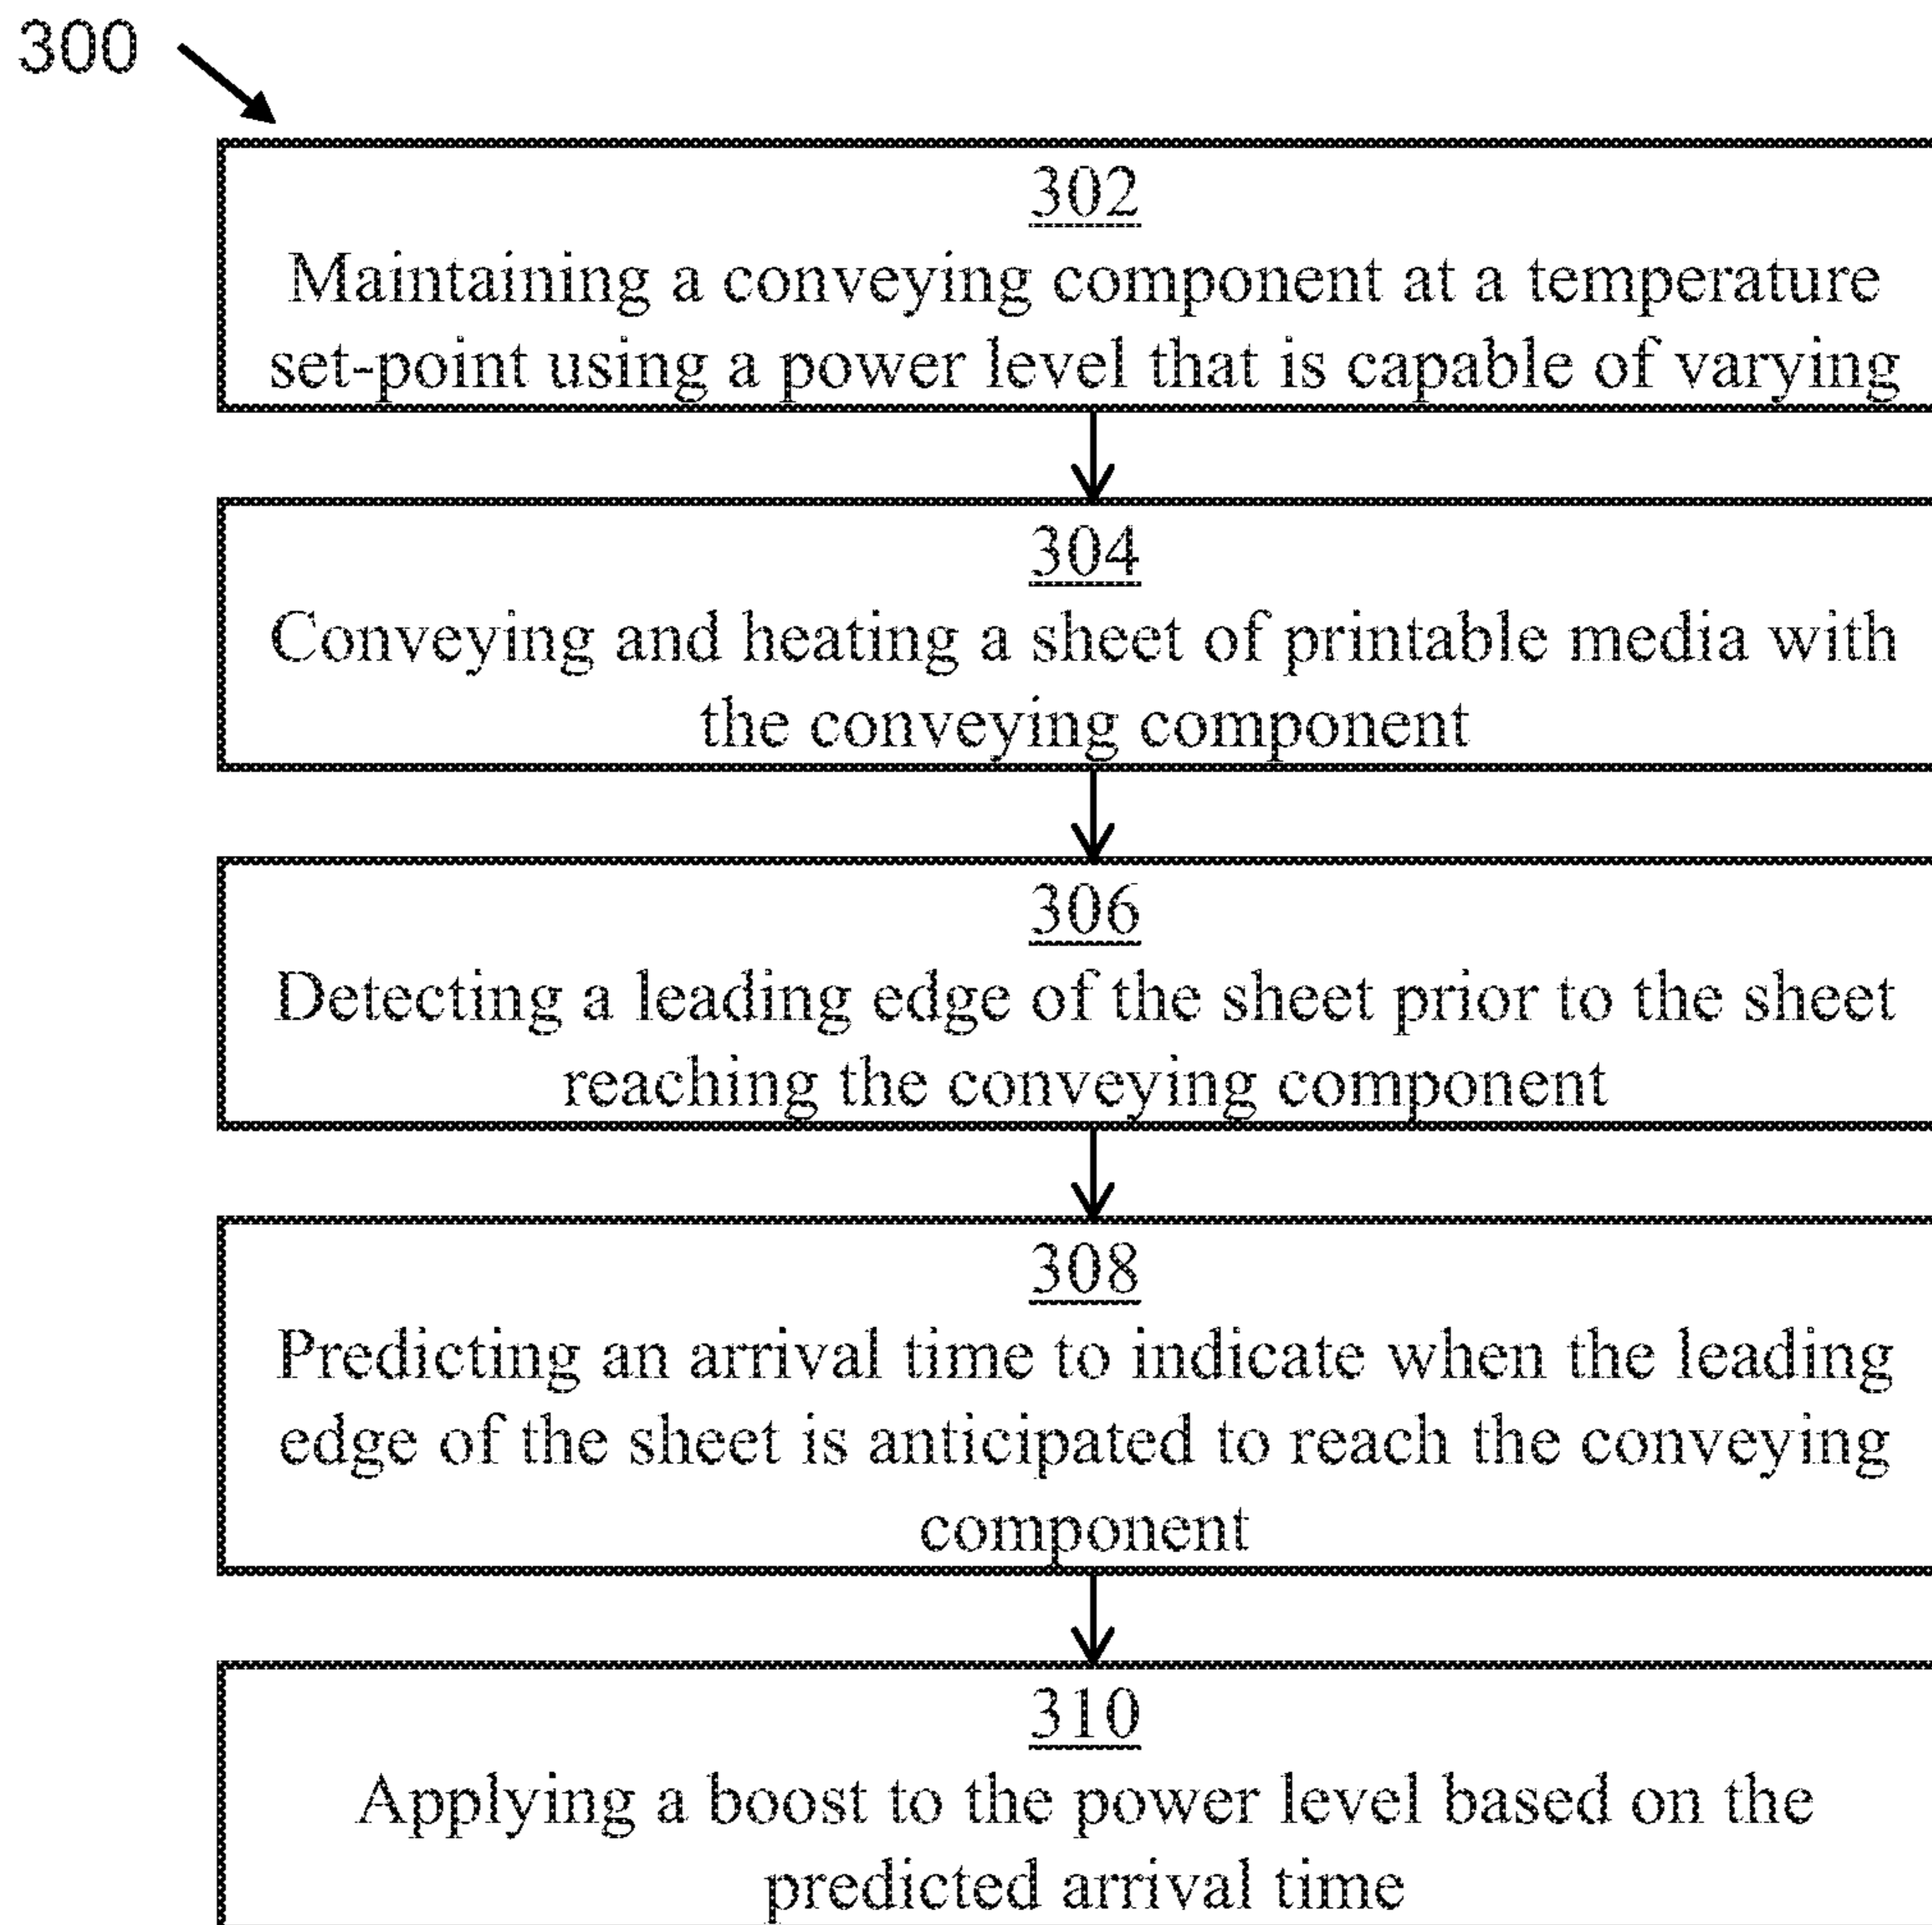 300
302
Maintaining a conveying component at a temperature
set-point using a power level that is capable of varying
304
Conveying and heating a sheet of printable media with
the conveying component
306
Detecting a leading edge of the sheet prior to the sheet
reaching the conveying component
308
Predicting an arrival time to indicate when the leading
edge of the sheet is anticipated to reach the conveying
component
310
Applying a boost to the power level based on the
predicted arrival time